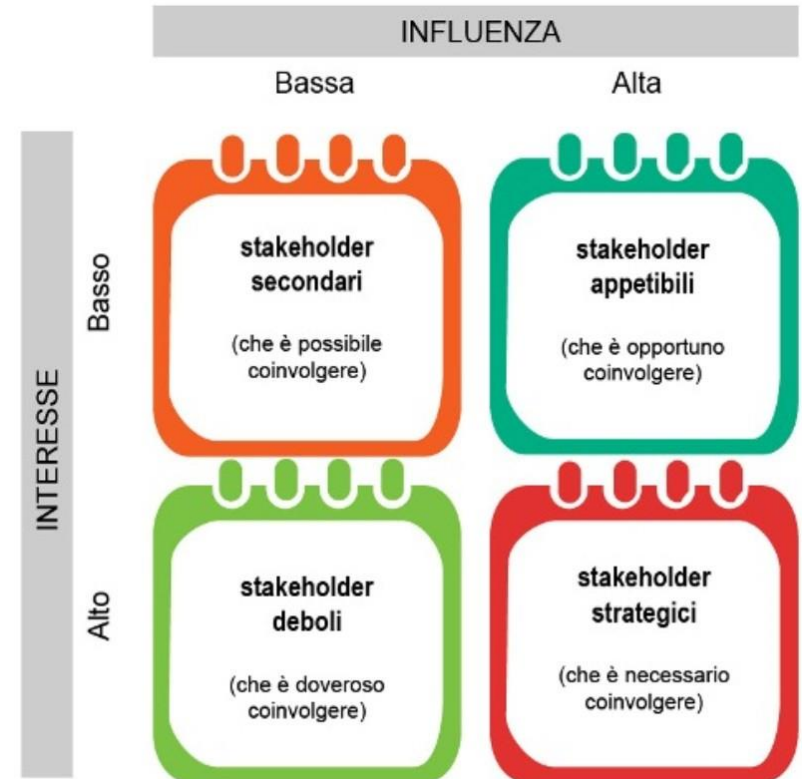 INFLUENZA
Bassa
Alta
INTERESSE
Basso
stakeholder
secondari
(che è possibile
coinvolgere)
stakeholder
appetibili
(che è opportuno
coinvolgere)
Alto
stakeholder
deboli
(che è doveroso
coinvolgere)
stakeholder
strategici
(che è necessario
coinvolgere)